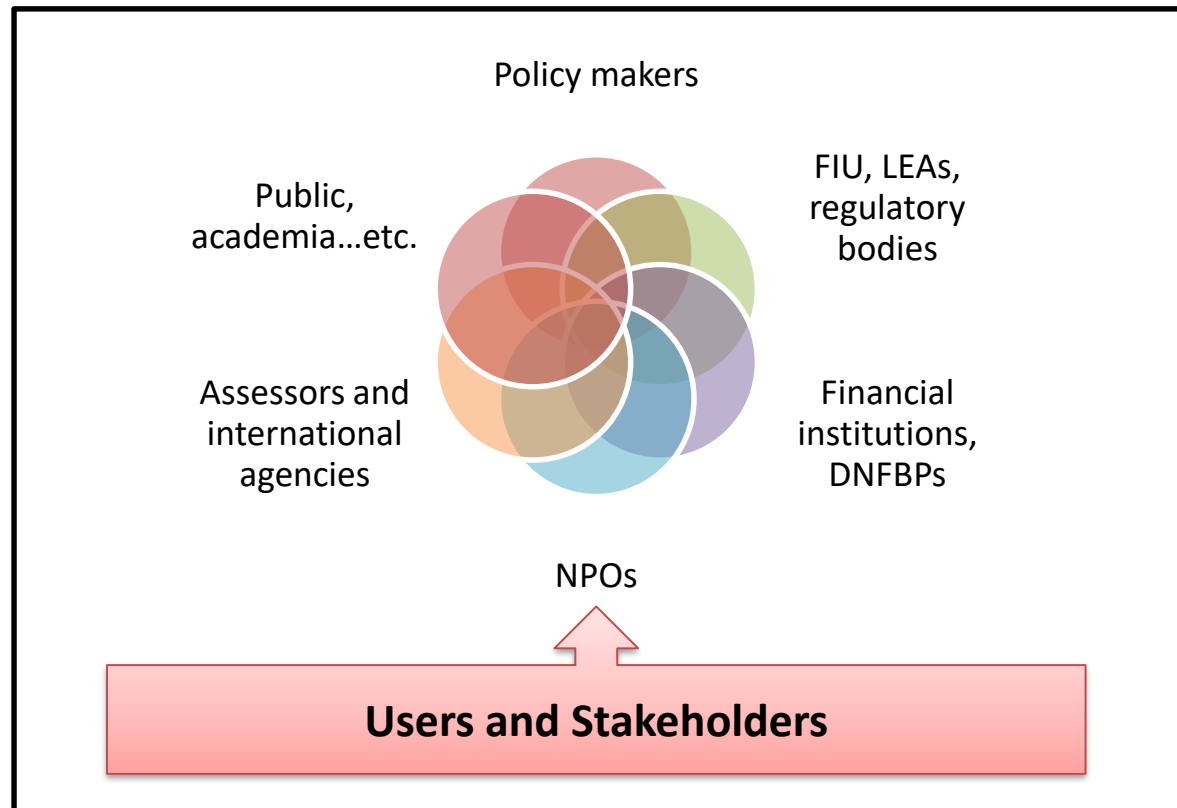 Policy makers
Public,
academia...etc.
FIU, LEAs,
regulatory
bodies
Assessors and
international
agencies
Financial
institutions,
DNFBPs
NPOs
Users and Stakeholders